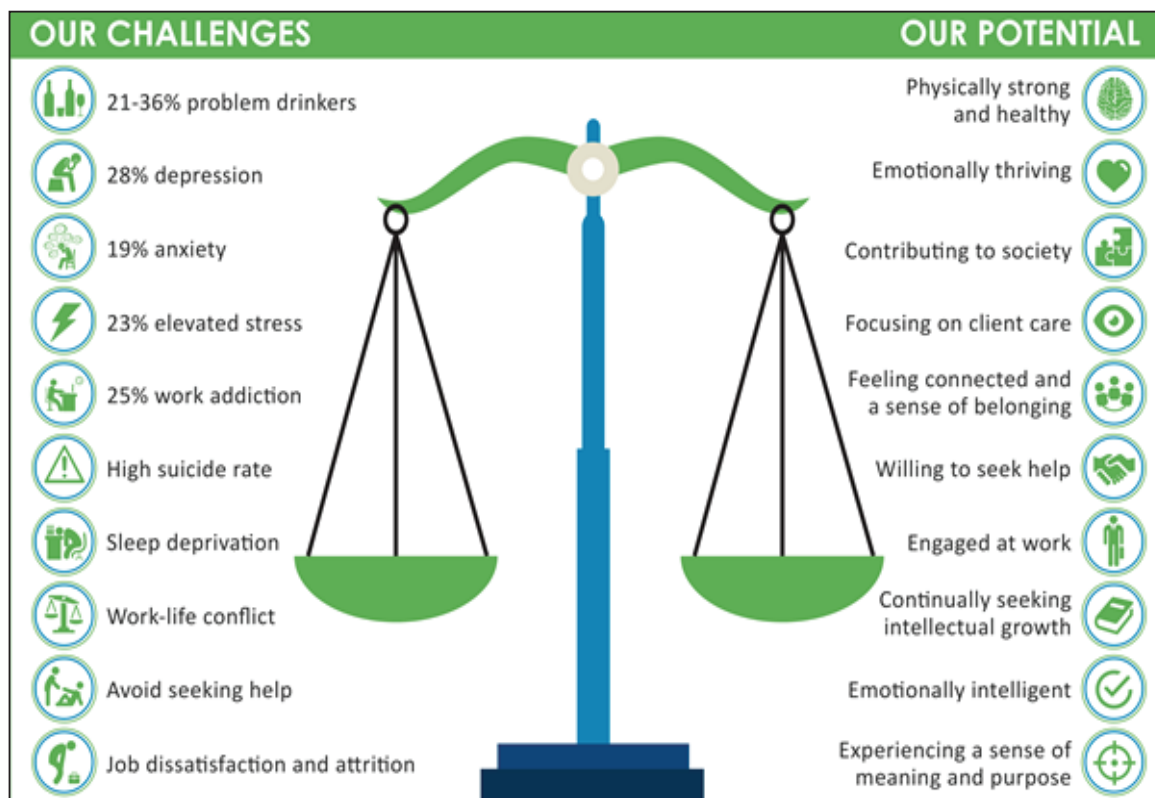 OUR CHALLENGES
21-36% problem drinkers
28% depression
19% anxiety
23% elevated stress
25% work addiction
High suicide rate
Sleep deprivation
Work-life conflict
Avoid seeking help
Job dissatisfaction and attrition
OUR POTENTIAL
Physically strong
and healthy
Emotionally thriving
Contributing to society
Focusing on client care
Feeling connected and
a sense of belonging
Willing to seek help
Engaged at work
Continually seeking
intellectual growth
Emotionally intelligent
Experiencing a sense of
meaning and purpose